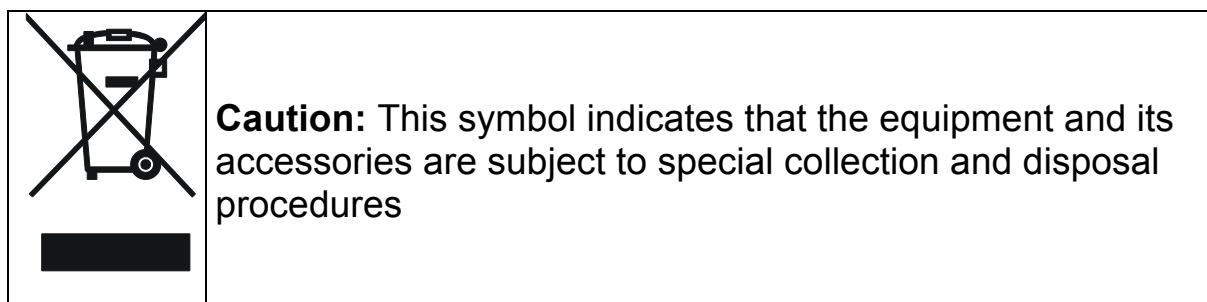 Caution: This symbol indicates that the equipment and its
accessories are subject to special collection and disposal
procedures